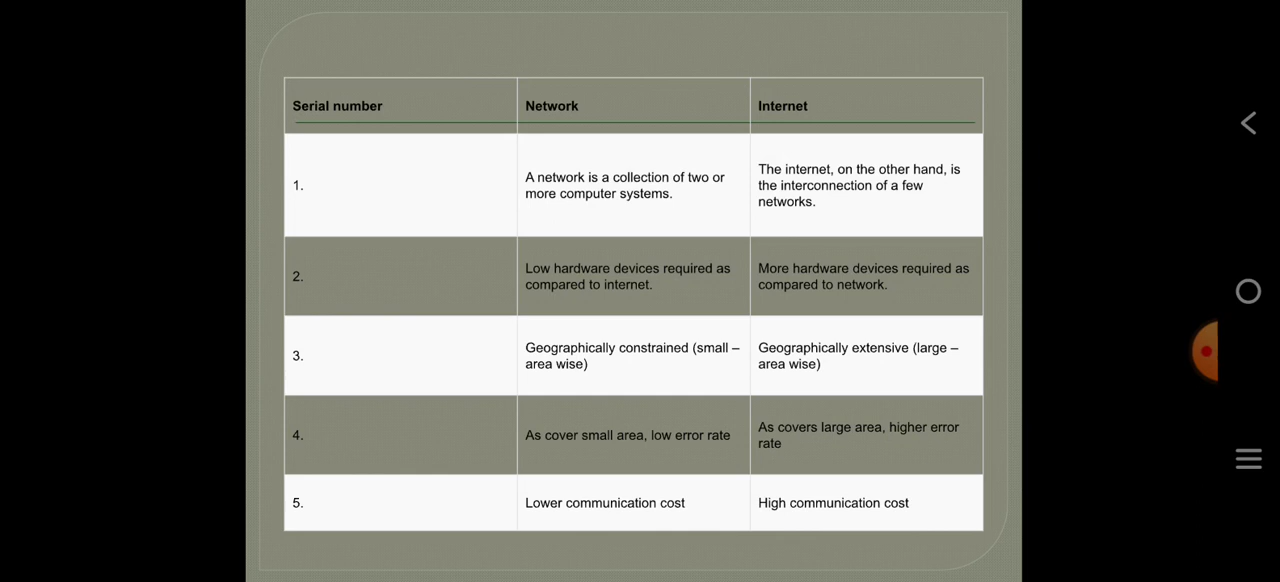 Serial number Network Internet
1.
A network is a collection of two or
more computer systems.
The internet, on the other hand, is
the interconnection of a few
networks.
2.
Low hardware devices required as
compared to internet.
More hardware devices required as
compared to network.
3.
Geographically constrained (small –
area wise)
Geographically extensive (large –
area wise)
4.
As cover small area, low error rate
As covers large area, higher error
rate
5.
Lower communication cost
High communication cost